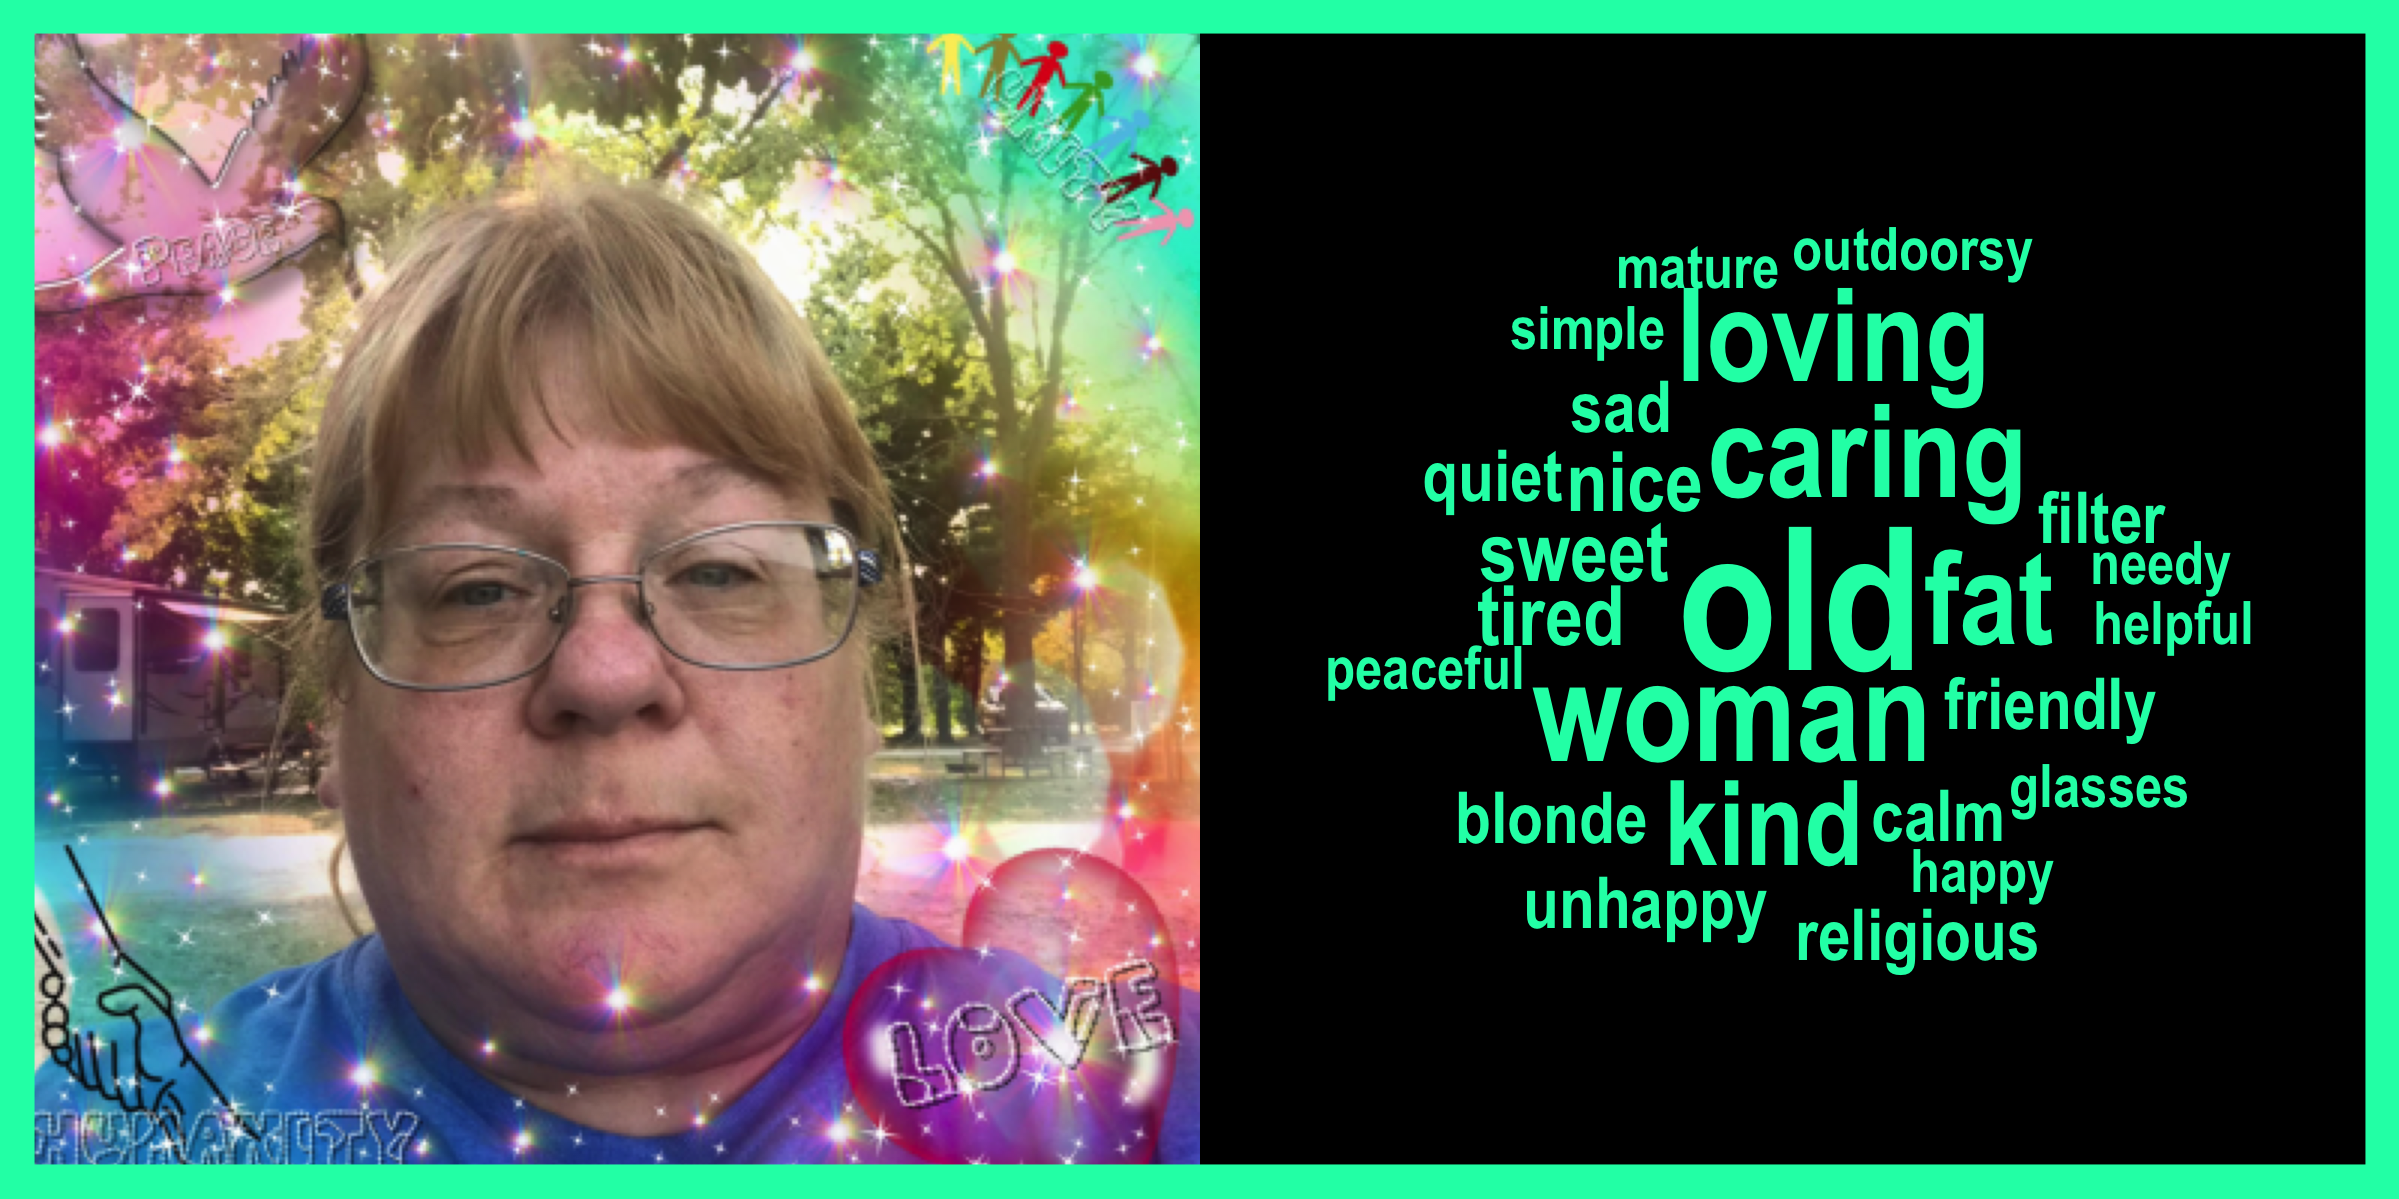 PEACE
HUMANITY
LOVE
mature outdoorsy
simple loving
sad
quiet nice caring
filter
sweet old fat needy
tired helpful
peaceful
woman friendly
glasses
blonde kind calm
happy
unhappy
religious